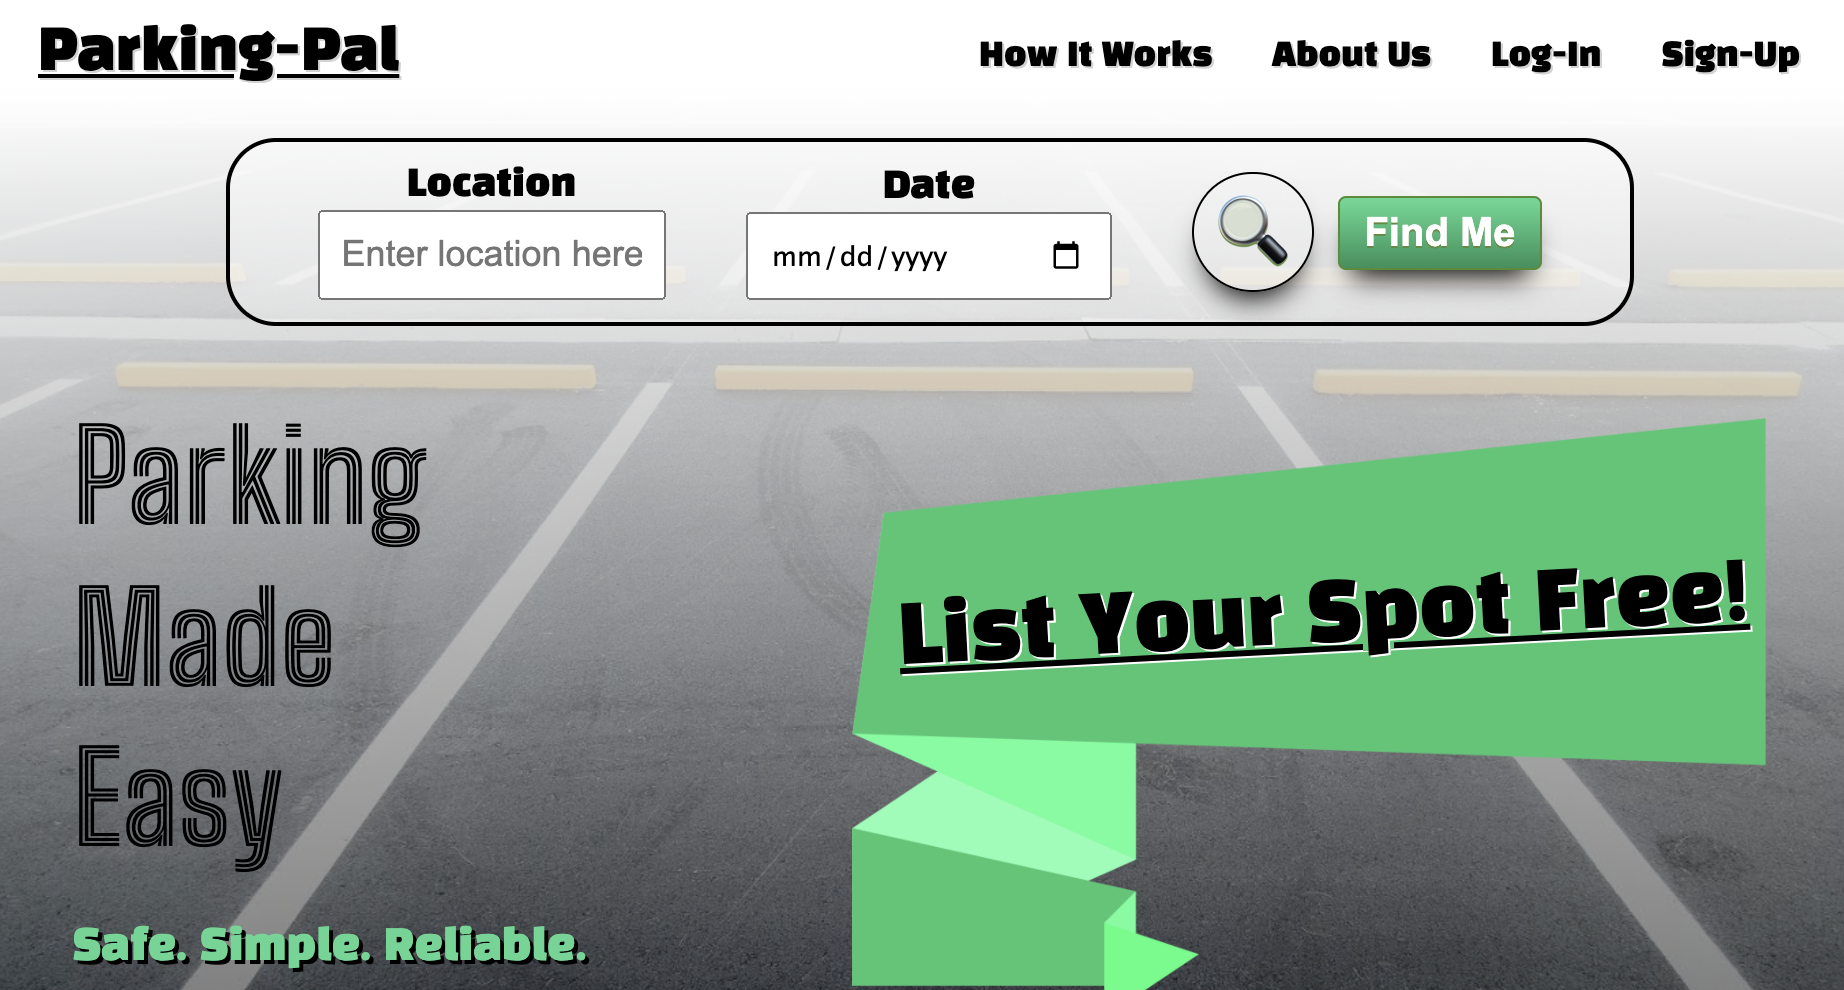 Parking-Pal
How It Works
About Us
Log-In
Sign-Up
Location
Date
Enter location here
mm/dd/yyyy
Find Me
Parking
Made
Easy
List Your Spot Free!
Safe. Simple. Reliable.